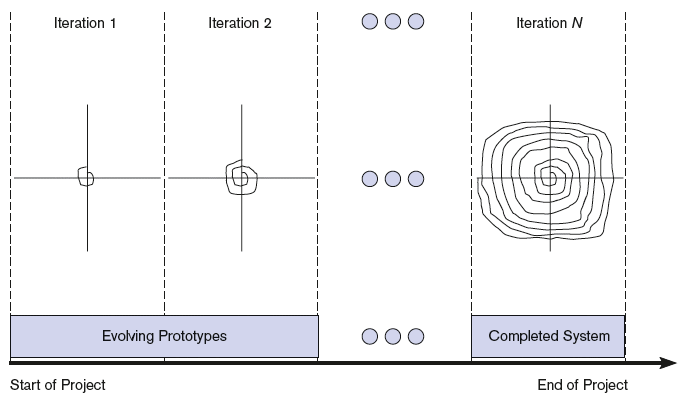 Iteration 1
Iteration 2
Iteration N
Evolving Prototypes
Completed System
Start of Project
End of Project